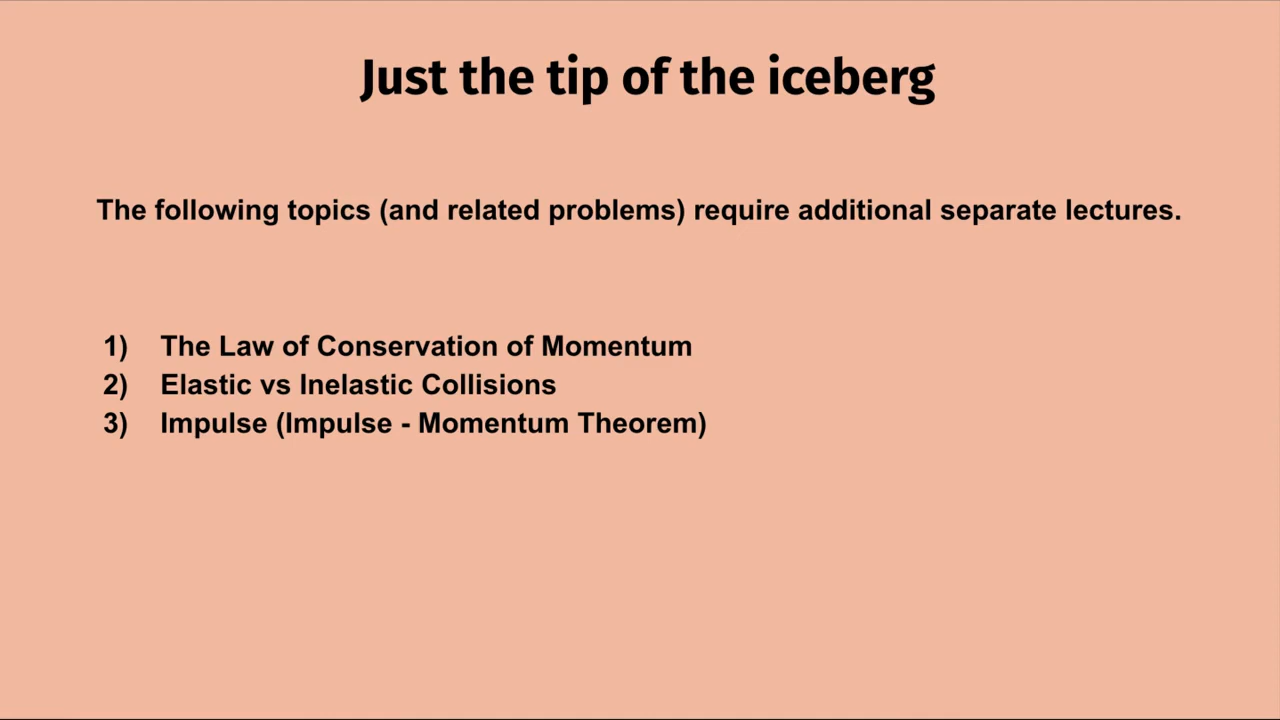 Just the tip of the iceberg
The following topics (and related problems) require additional separate lectures.
1) The Law of Conservation of Momentum
2) Elastic vs Inelastic Collisions
3) Impulse (Impulse - Momentum Theorem)